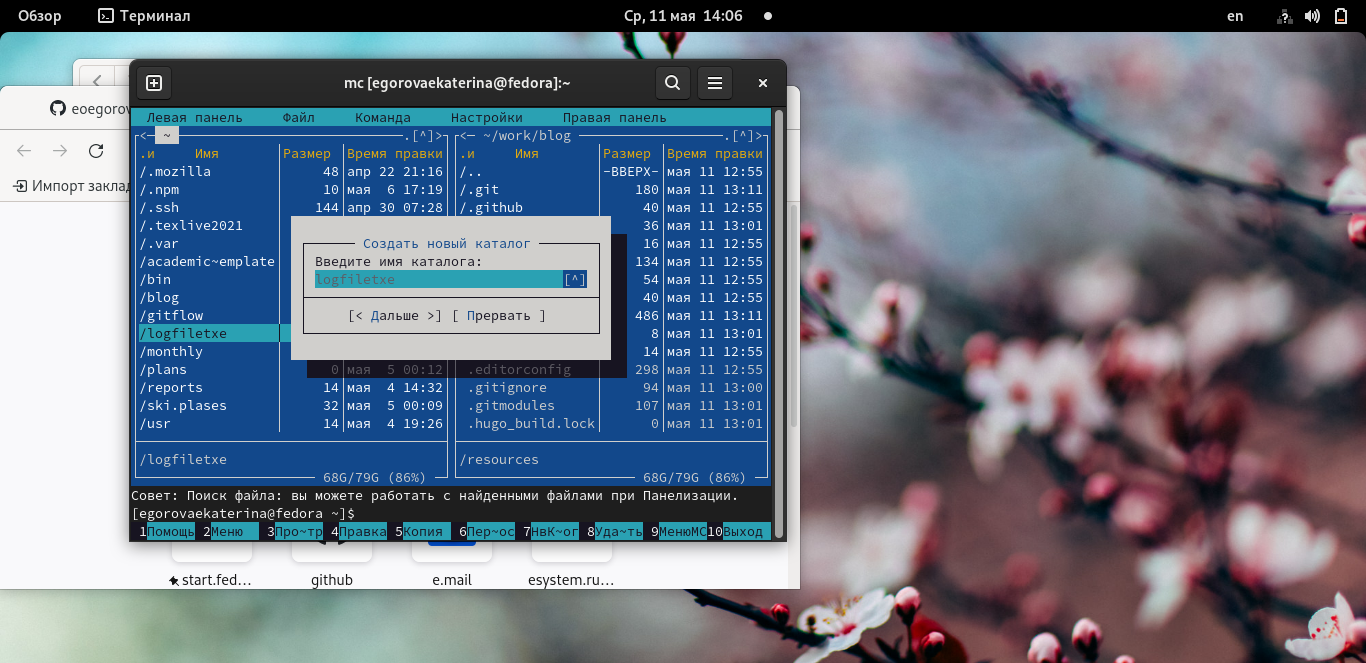 Обзор Терминал Ср, 11 мая 14:06 en
mc [egorovaekaterina@fedora]:~
eoegorov
Импорт заклад
Левая панель Файл Команда Настройки Правая панель
<─ ~ .[^]> <─ ~/work/blog .[^]>
.и Имя Размер Время правки .и Имя Размер Время правки
/.mozilla 48 апр 22 21:16 /.. -ВВЕРХ- мая 11 12:55
/.npm 10 мая 6 17:19 /.git 180 мая 11 13:11
/.ssh 144 апр 30 07:28 /.github 40 мая 11 12:55
/.texlive2021 36 мая 11 13:01
/.var 16 мая 11 12:55
/academic~emplate 134 мая 11 12:55
/bin 54 мая 11 12:55
/blog 40 мая 11 12:55
/gitflow 486 мая 11 13:11
/logfiletxe 8 мая 11 13:01
/monthly 14 мая 11 12:55
/plans 0 мая 5 00:12 .editorconfig 298 мая 11 12:55
/reports 14 мая 4 14:32 .gitignore 94 мая 11 13:00
/ski.plases 32 мая 5 00:09 .gitmodules 107 мая 11 13:01
/usr 14 мая 4 19:26 .hugo_build.lock 0 мая 11 13:01
Создать новый каталог
Введите имя каталога:
logfiletxe [^]
[< Дальше >] [ Прервать ]
/logfiletxe /resources
68G/79G (86%) 68G/79G (86%)
Совет: Поиск файла: вы можете работать с найденными файлами при Панелизации.
[egorovaekaterina@fedora ~]$
1Помощь 2Меню 3Про~тр 4Правка 5Копия 6Пер~ос 7НвК~ог 8Уда~ть 9МенюМС 10Выход
start.fed… github e.mail esystem.ru…